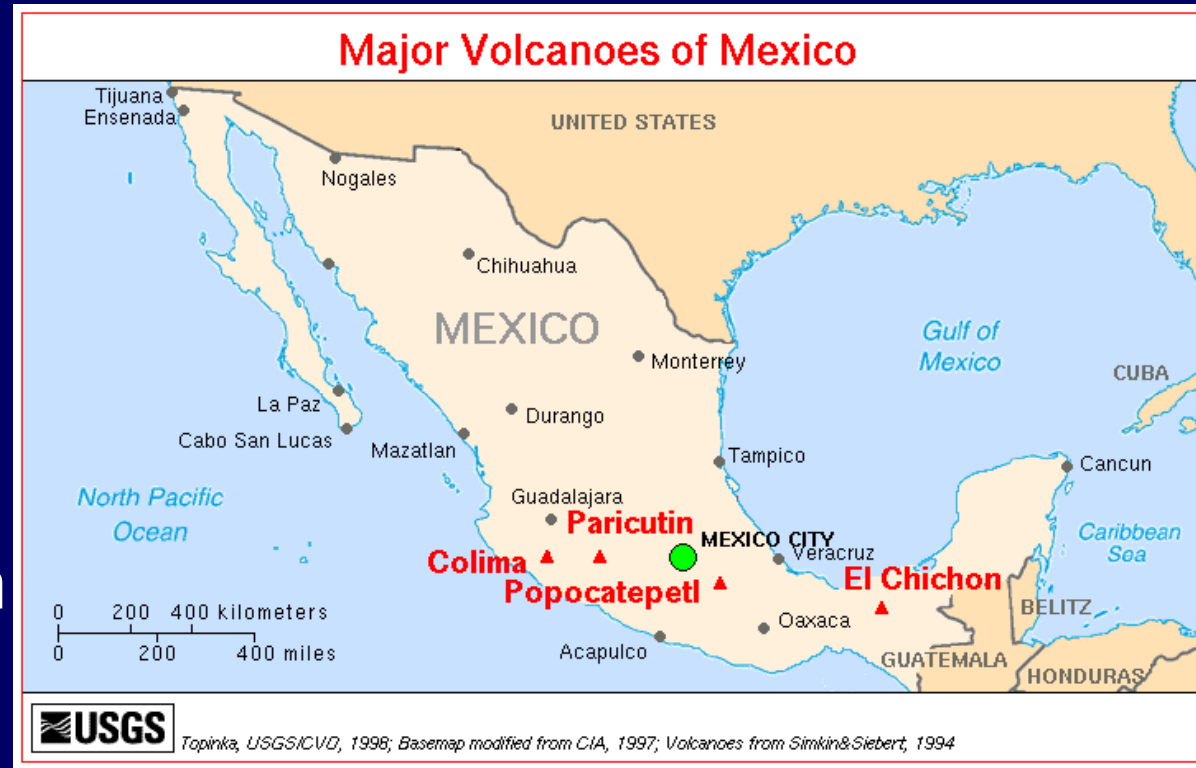 Major Volcanoes of Mexico
Tijuana
Ensenada
UNITED STATES
Nogales
Chihuahua
MEXICO
Gulf of
Mexico
Monterrey
CUBA
La Paz
Durango
Cabo San Lucas
Mazatlan
Tampico
Cancun
North Pacific
Ocean
Guadalajara
Paricutin
MEXICO CITY
Veracruz
Caribbean
Sea
Colima
Popocatepetl
El Chichon
0 200 400 kilometers
0 200 400 miles
BELITZ
Oaxaca
Acapulco
GUATEMALA
HONDURAS
USGS
Topinka, USGS/CVO, 1998; Basemap modified from CIA, 1997; Volcanoes from Simkin&Siebert, 1994